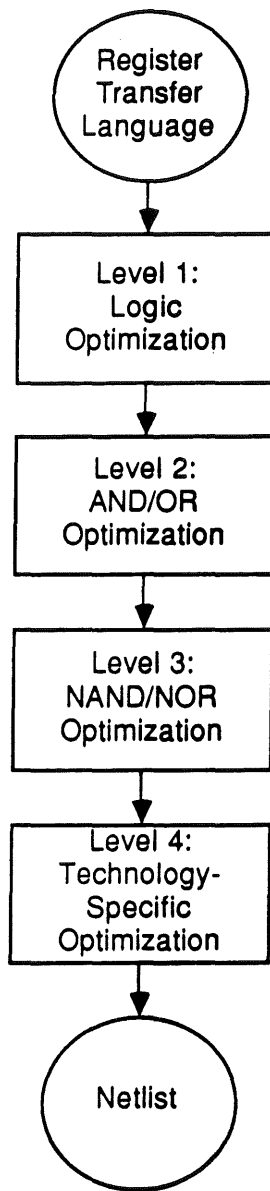 Register
Transfer
Language
Level 1:
Logic
Optimization
Level 2:
AND/OR
Optimization
Level 3:
NAND/NOR
Optimization
Level 4:
Technology-
Specific
Optimization
Netlist